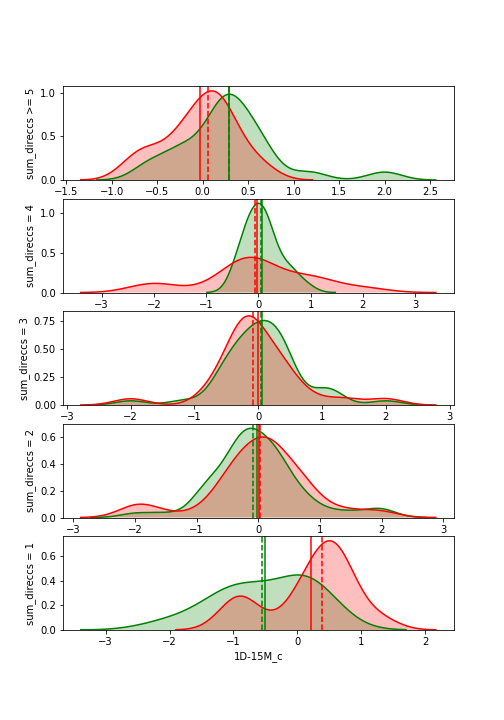 sum_direccs >= 5
1.0
0.5
0.0
−1.5 −1.0 −0.5 0.0 0.5 1.0 1.5 2.0 2.5
sum_direccs = 4
1.0
0.5
0.0
−3 −2 −1 0 1 2 3
sum_direccs = 3
0.75
0.50
0.25
0.00
−3 −2 −1 0 1 2 3
sum_direccs = 2
0.6
0.4
0.2
0.0
−3 −2 −1 0 1 2 3
sum_direccs = 1
0.6
0.4
0.2
0.0
−3 −2 −1 0 1 2
1D-15M_c